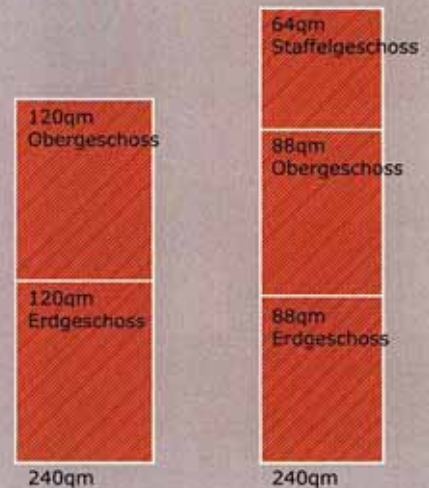 120qm
Obergeschoss
120qm
Erdgeschoss
240qm
64qm
Staffelgeschoss
88qm
Obergeschoss
88qm
Erdgeschoss
240qm